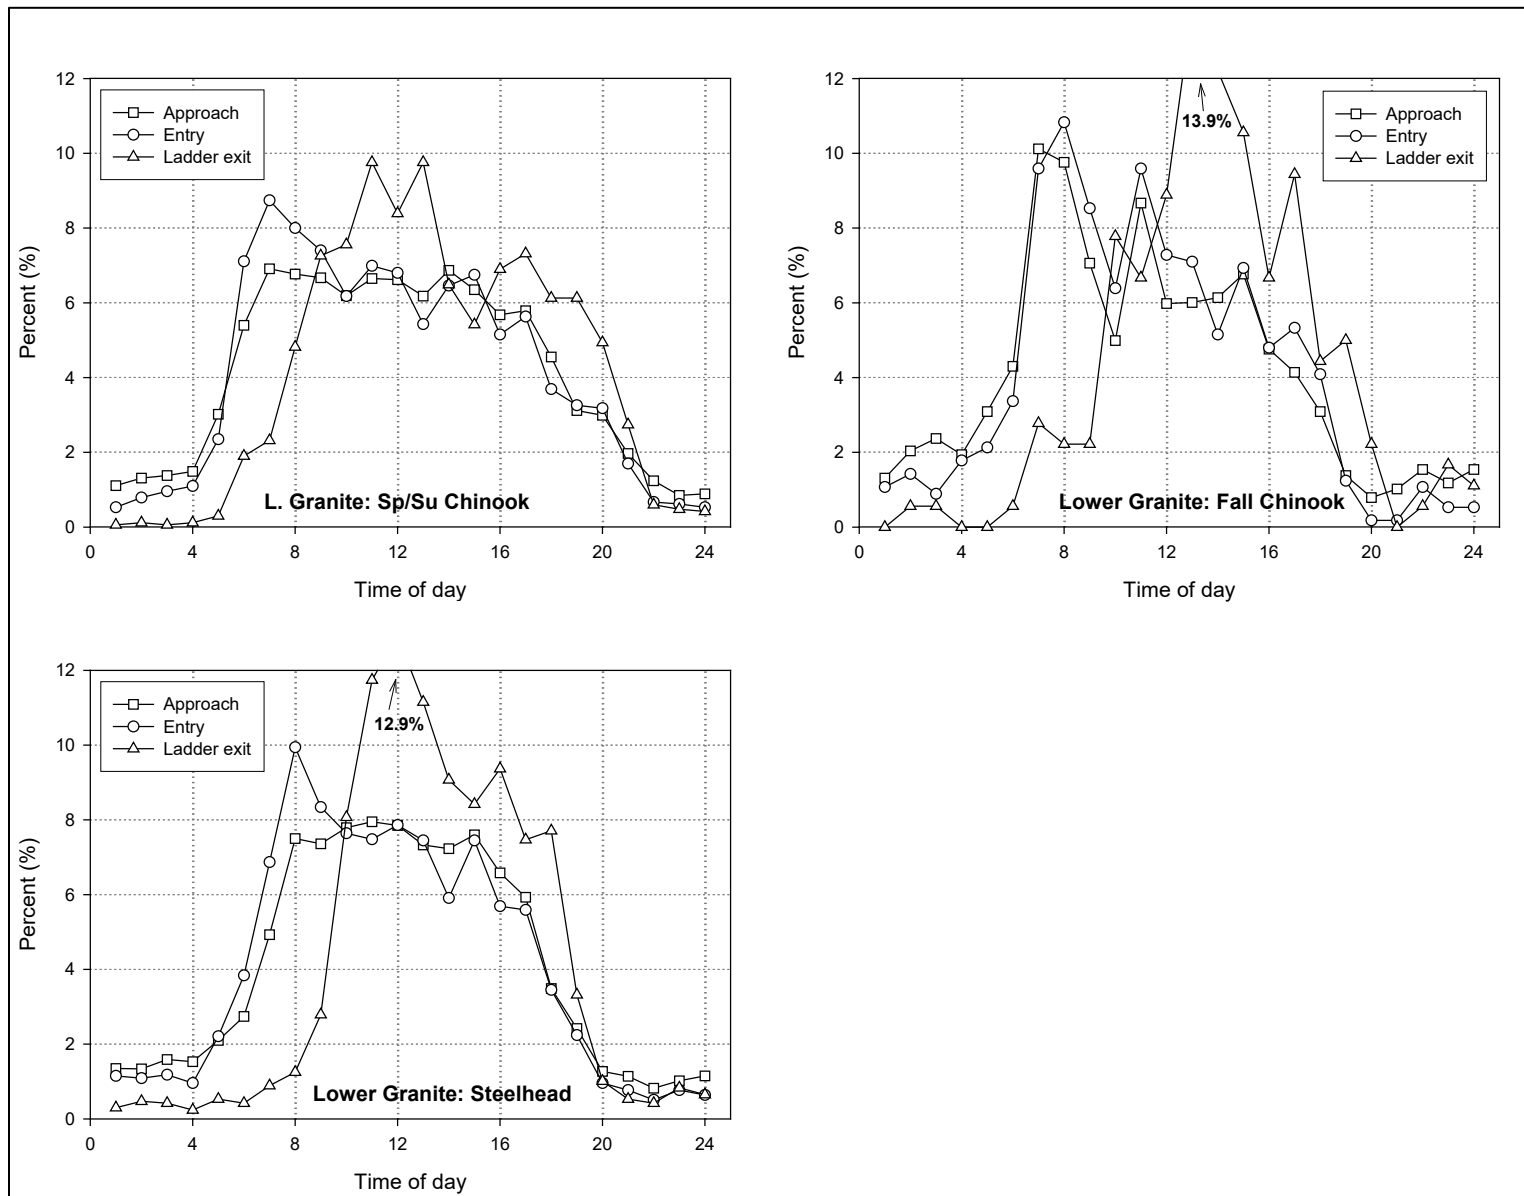 12
10
8
6
4
2
0
Percent (%)
Approach
Entry
Ladder exit
L. Granite: Sp/Su Chinook
0 4 8 12 16 20 24
Time of day
12
10
8
6
4
2
0
Percent (%)
13.9%
Approach
Entry
Ladder exit
Lower Granite: Fall Chinook
0 4 8 12 16 20 24
Time of day
12
10
8
6
4
2
0
Percent (%)
Approach
Entry
Ladder exit
12.9%
Lower Granite: Steelhead
0 4 8 12 16 20 24
Time of day